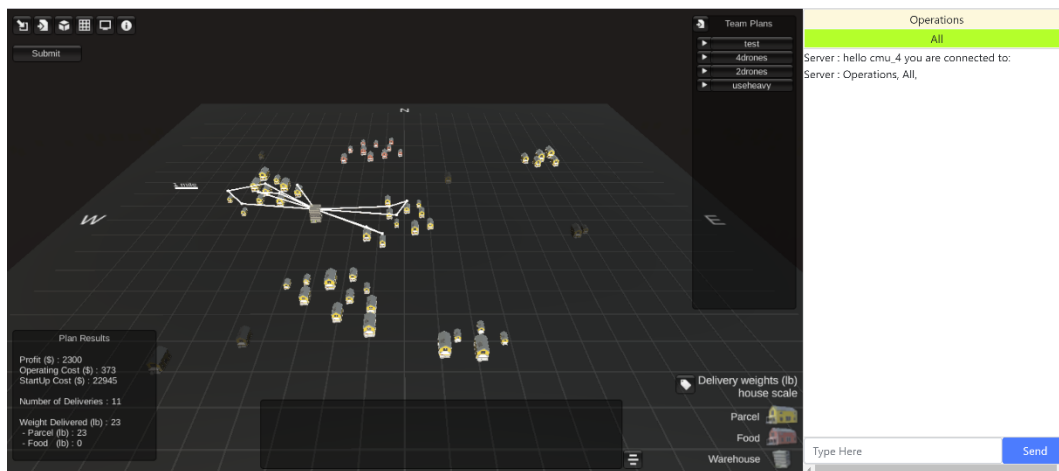 Submit
Team Plans
test
4drones
2drones
useheavy
N
W
E
Plan Results
Profit ($) : 2300
Operating Cost ($) : 373
StartUp Cost ($) : 22945
Number of Deliveries : 11
Weight Delivered (lb) : 23
- Parcel (lb) : 23
- Food (lb) : 0
Delivery weights (lb)
house scale
Parcel
Food
Warehouse
Operations
All
Server : hello cmu_4 you are connected to:
Server : Operations, All,
Type Here
Send